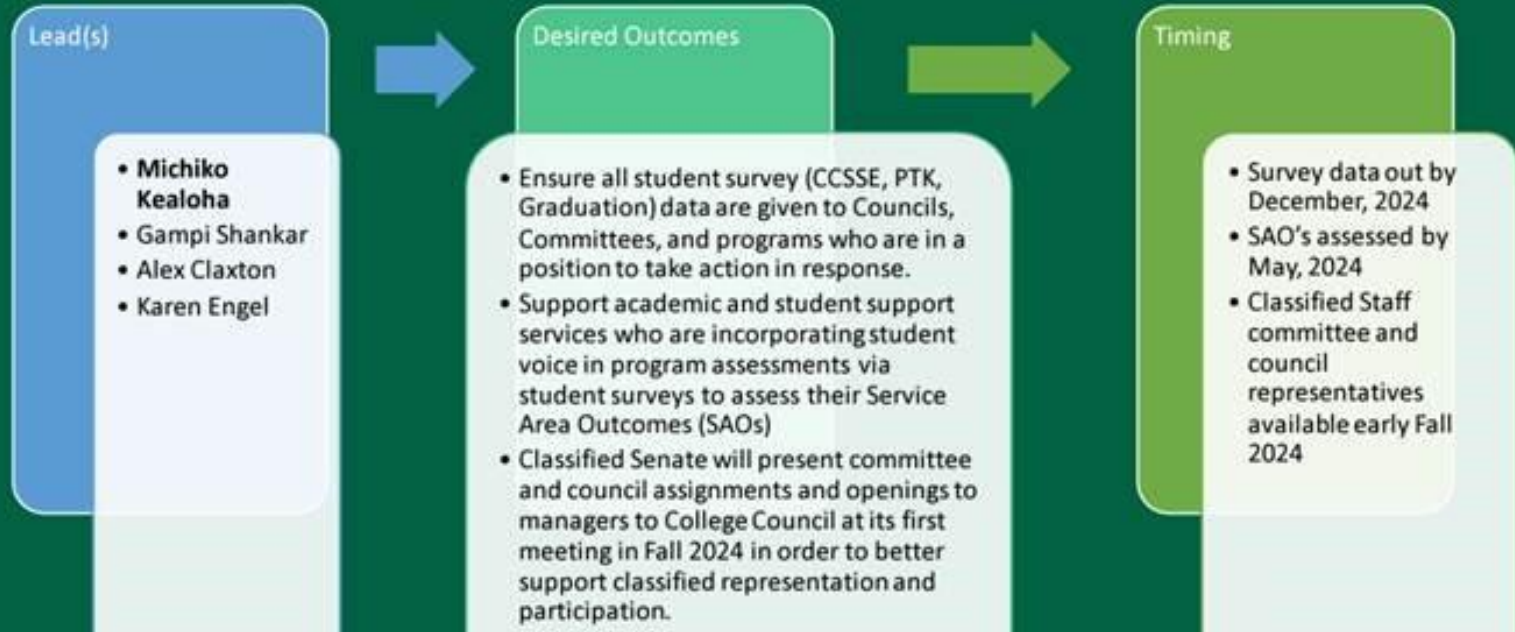 Lead(s)
• Michiko
Kealoha
• Gampi Shankar
• Alex Claxton
• Karen Engel
Desired Outcomes
• Ensure all student survey (CCSSE, PTK,
Graduation) data are given to Councils,
Committees, and programs who are in a
position to take action in response.
• Support academic and student support
services who are incorporating student
voice in program assessments via
student surveys to assess their Service
Area Outcomes (SAOs)
• Classified Senate will present committee
and council assignments and openings to
managers to College Council at its first
meeting in Fall 2024 in order to better
support classified representation and
participation.
Timing
• Survey data out by
December, 2024
• SAO's assessed by
May, 2024
• Classified Staff
committee and
council
representatives
available early Fall
2024